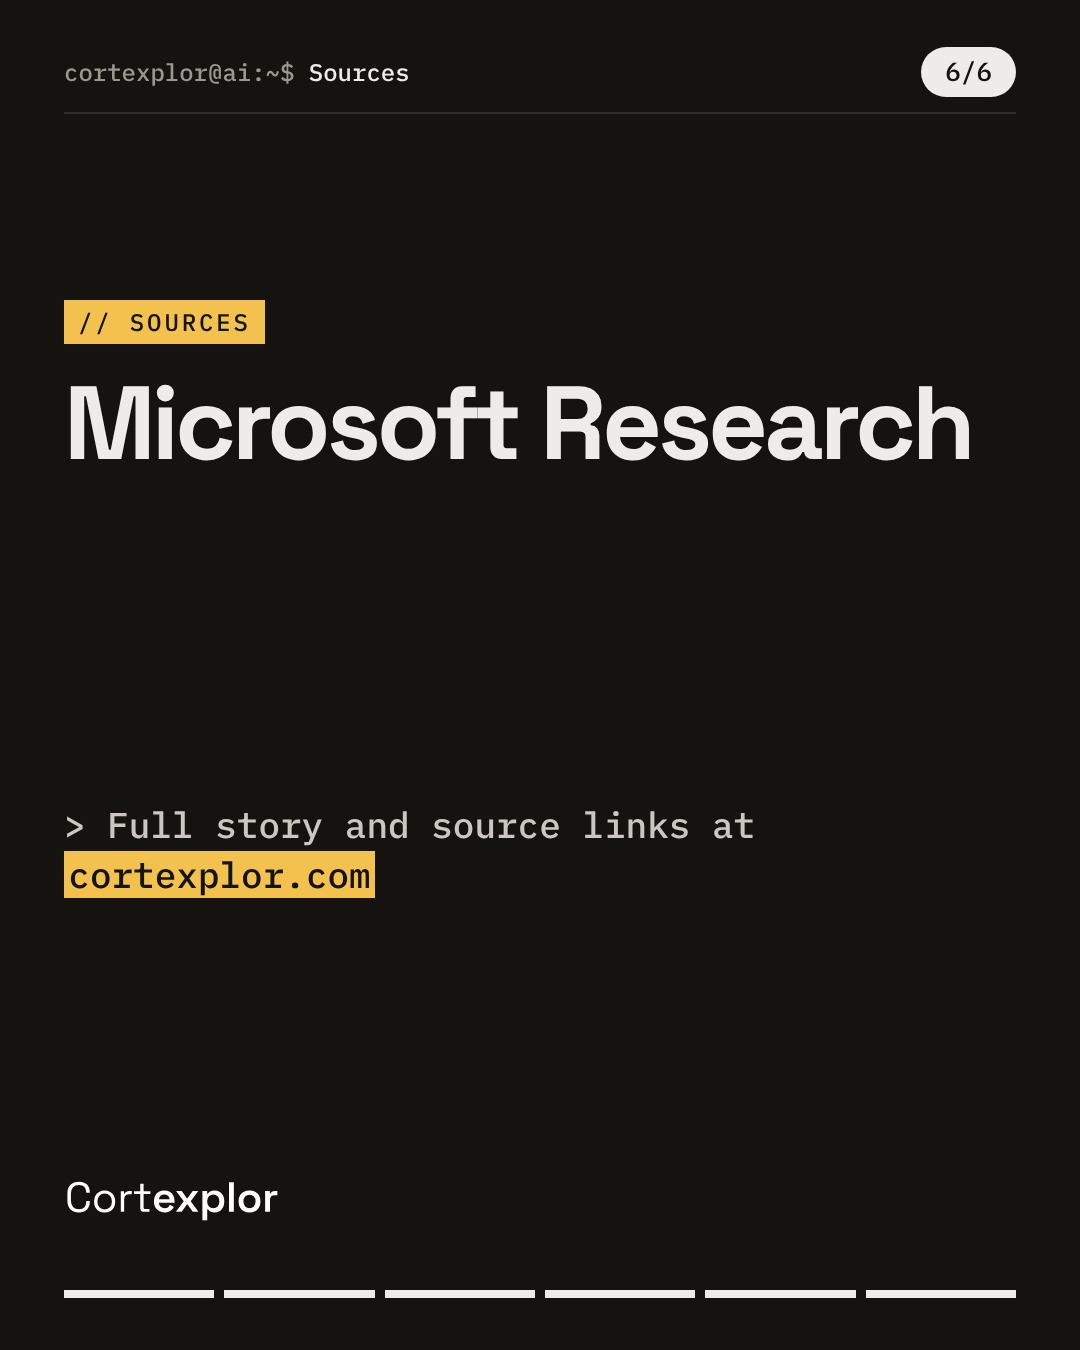 cortexplor@ai:~$ Sources
6/6
// SOURCES
Microsoft Research
> Full story and source links at
cortexplor.com
Cortexplor